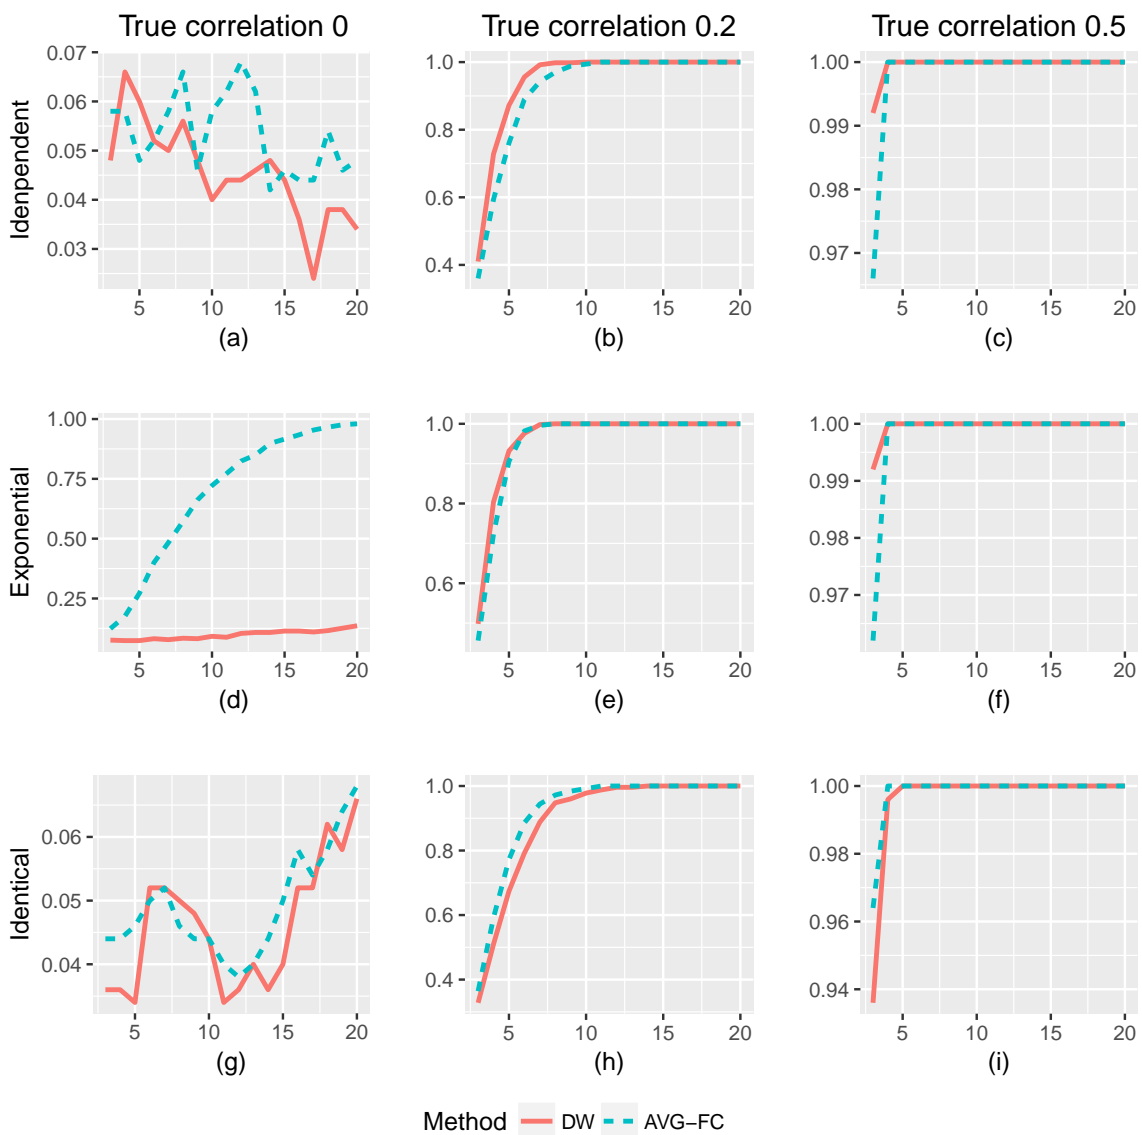 True correlation 0 True correlation 0.2 True correlation 0.5
Idenpendent
0.07
0.06
0.05
0.04
0.03
5 10 15 20
(a)
1.0
0.8
0.6
0.4
5 10 15 20
(b)
1.00
0.99
0.98
0.97
5 10 15 20
(c)
Exponential
1.00
0.75
0.50
0.25
5 10 15 20
(d)
1.0
0.8
0.6
5 10 15 20
(e)
1.00
0.99
0.98
0.97
5 10 15 20
(f)
Identical
0.06
0.05
0.04
5 10 15 20
(g)
1.0
0.8
0.6
0.4
5 10 15 20
(h)
1.00
0.98
0.96
0.94
5 10 15 20
(i)
Method DW AVG−FC